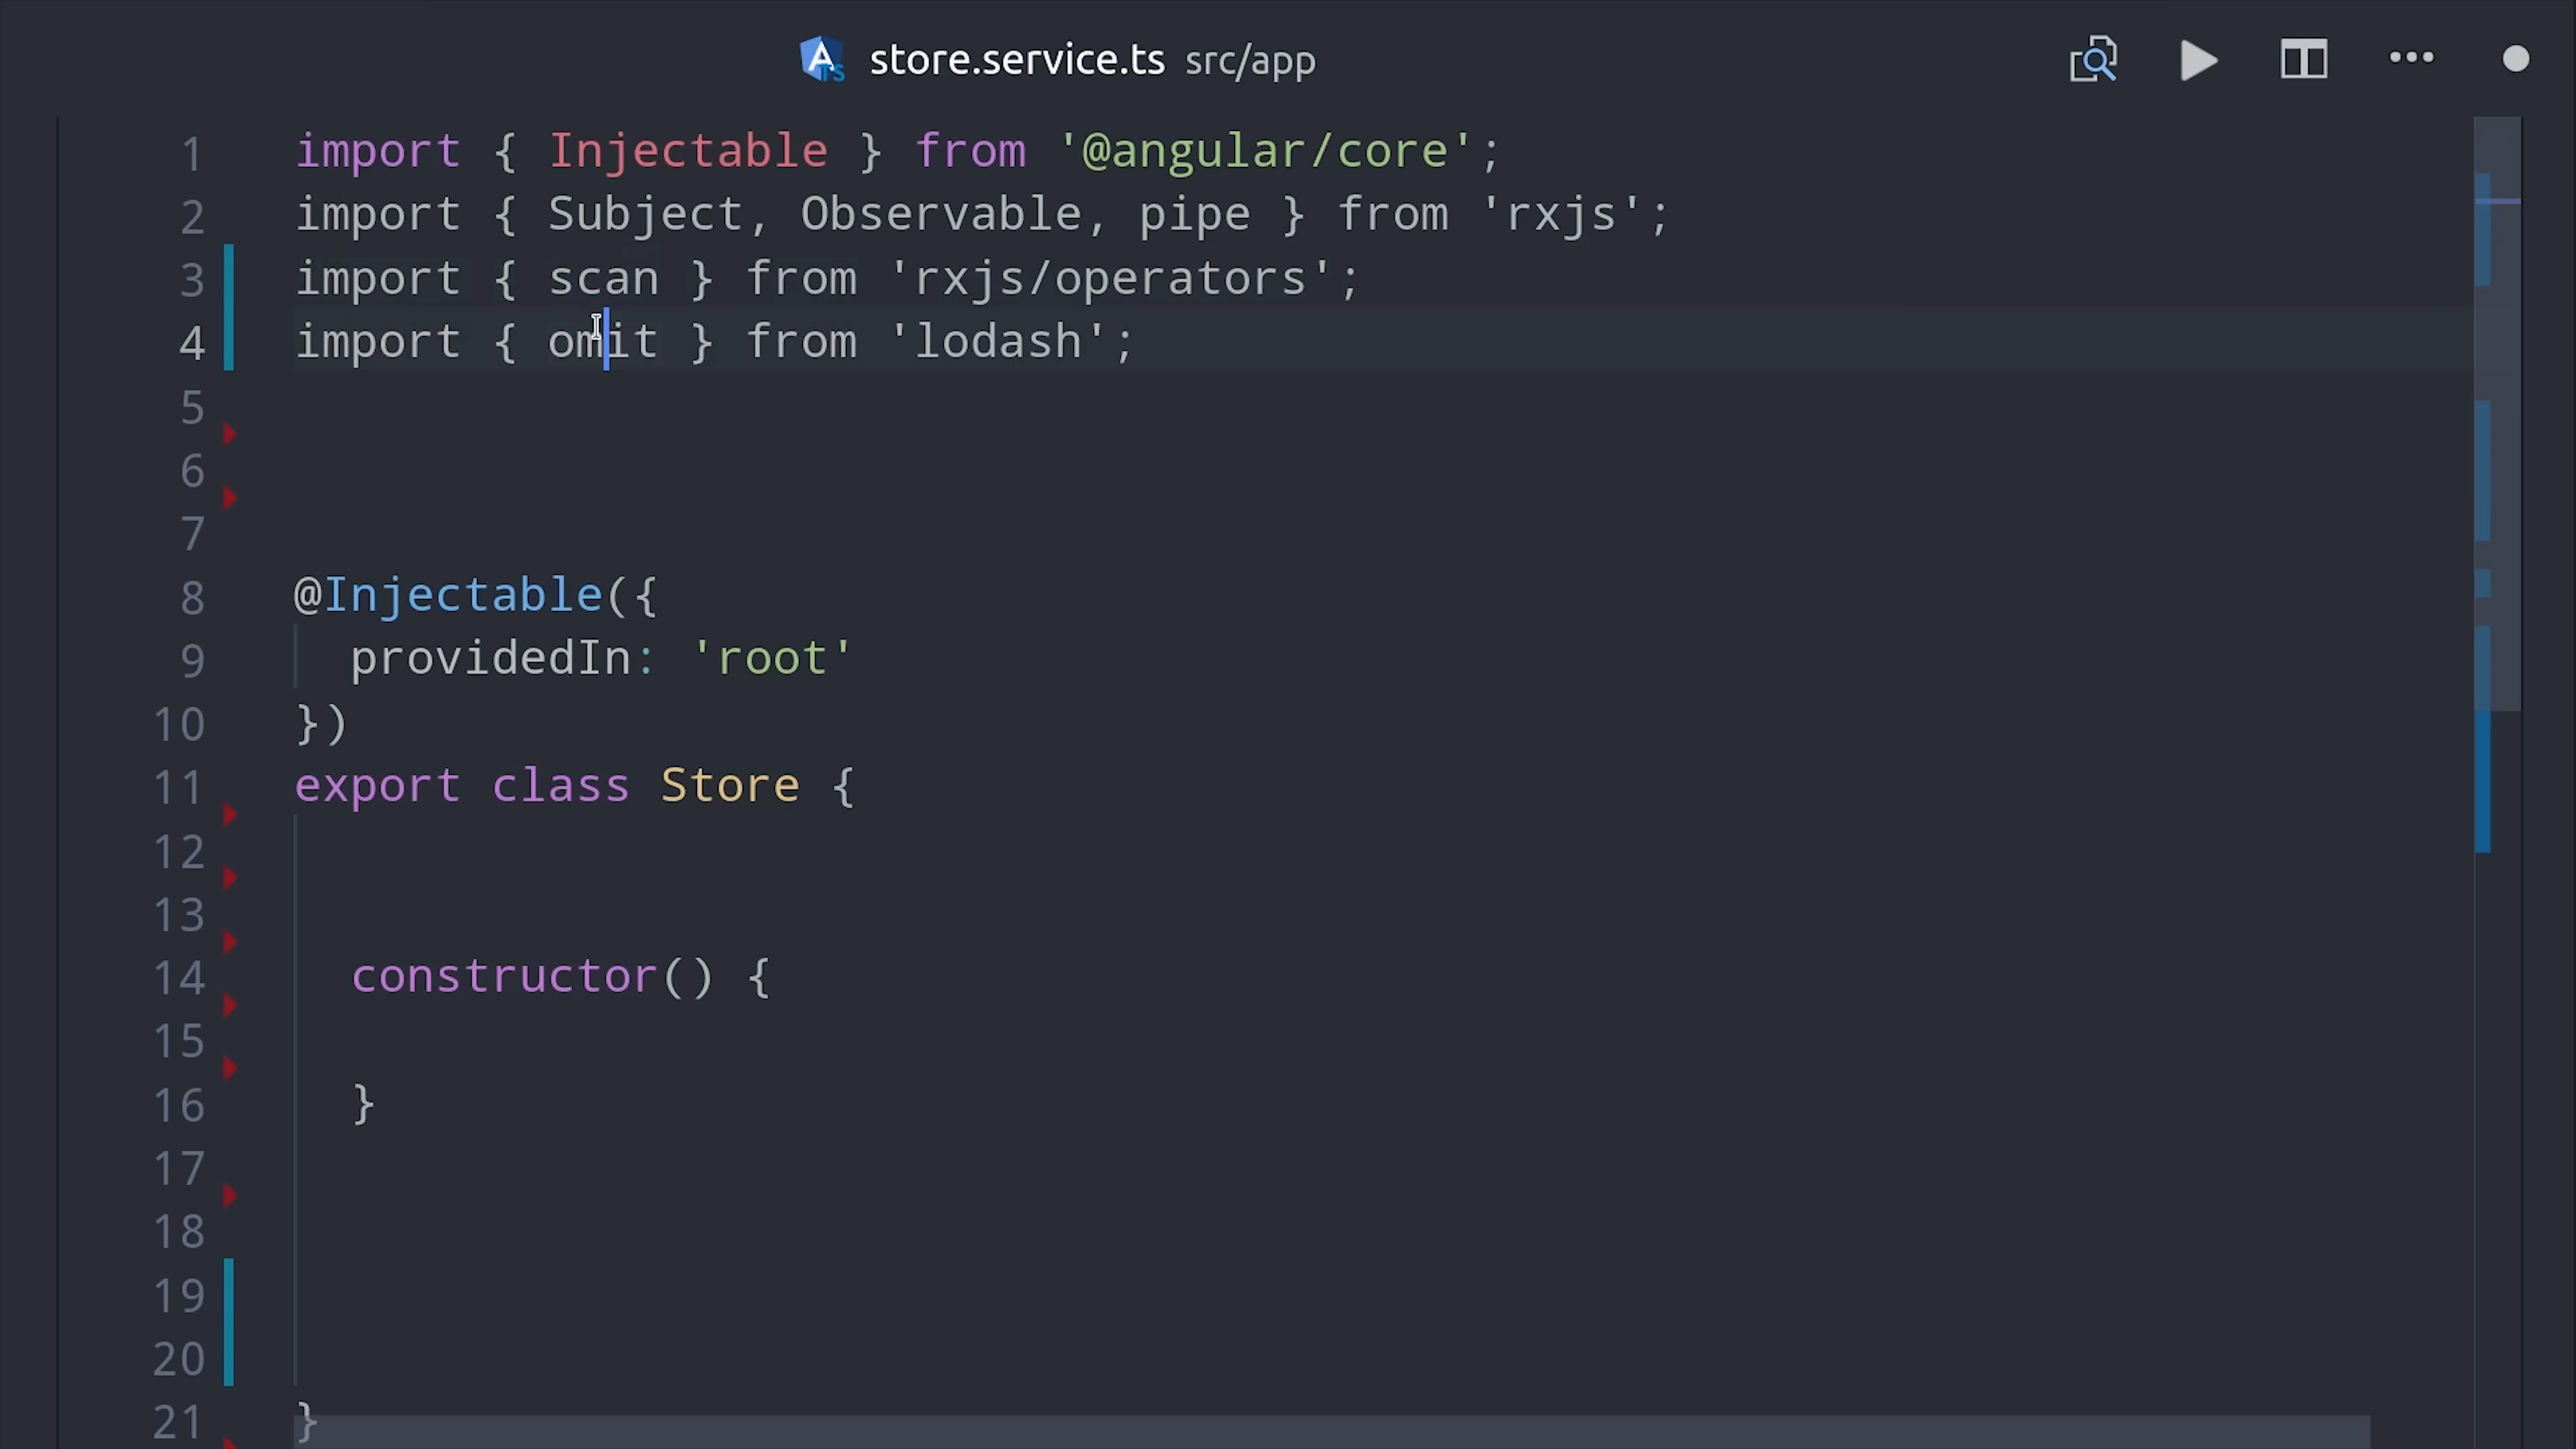 store.service.ts src/app
1 import { Injectable } from '@angular/core';
2 import { Subject, Observable, pipe } from 'rxjs';
3 import { scan } from 'rxjs/operators';
4 import { omit } from 'lodash';
5
6
7
8 @Injectable({
9 providedIn: 'root'
10 })
11 export class Store {
12
13
14 constructor() {
15
16 }
17
18
19
20
21 }